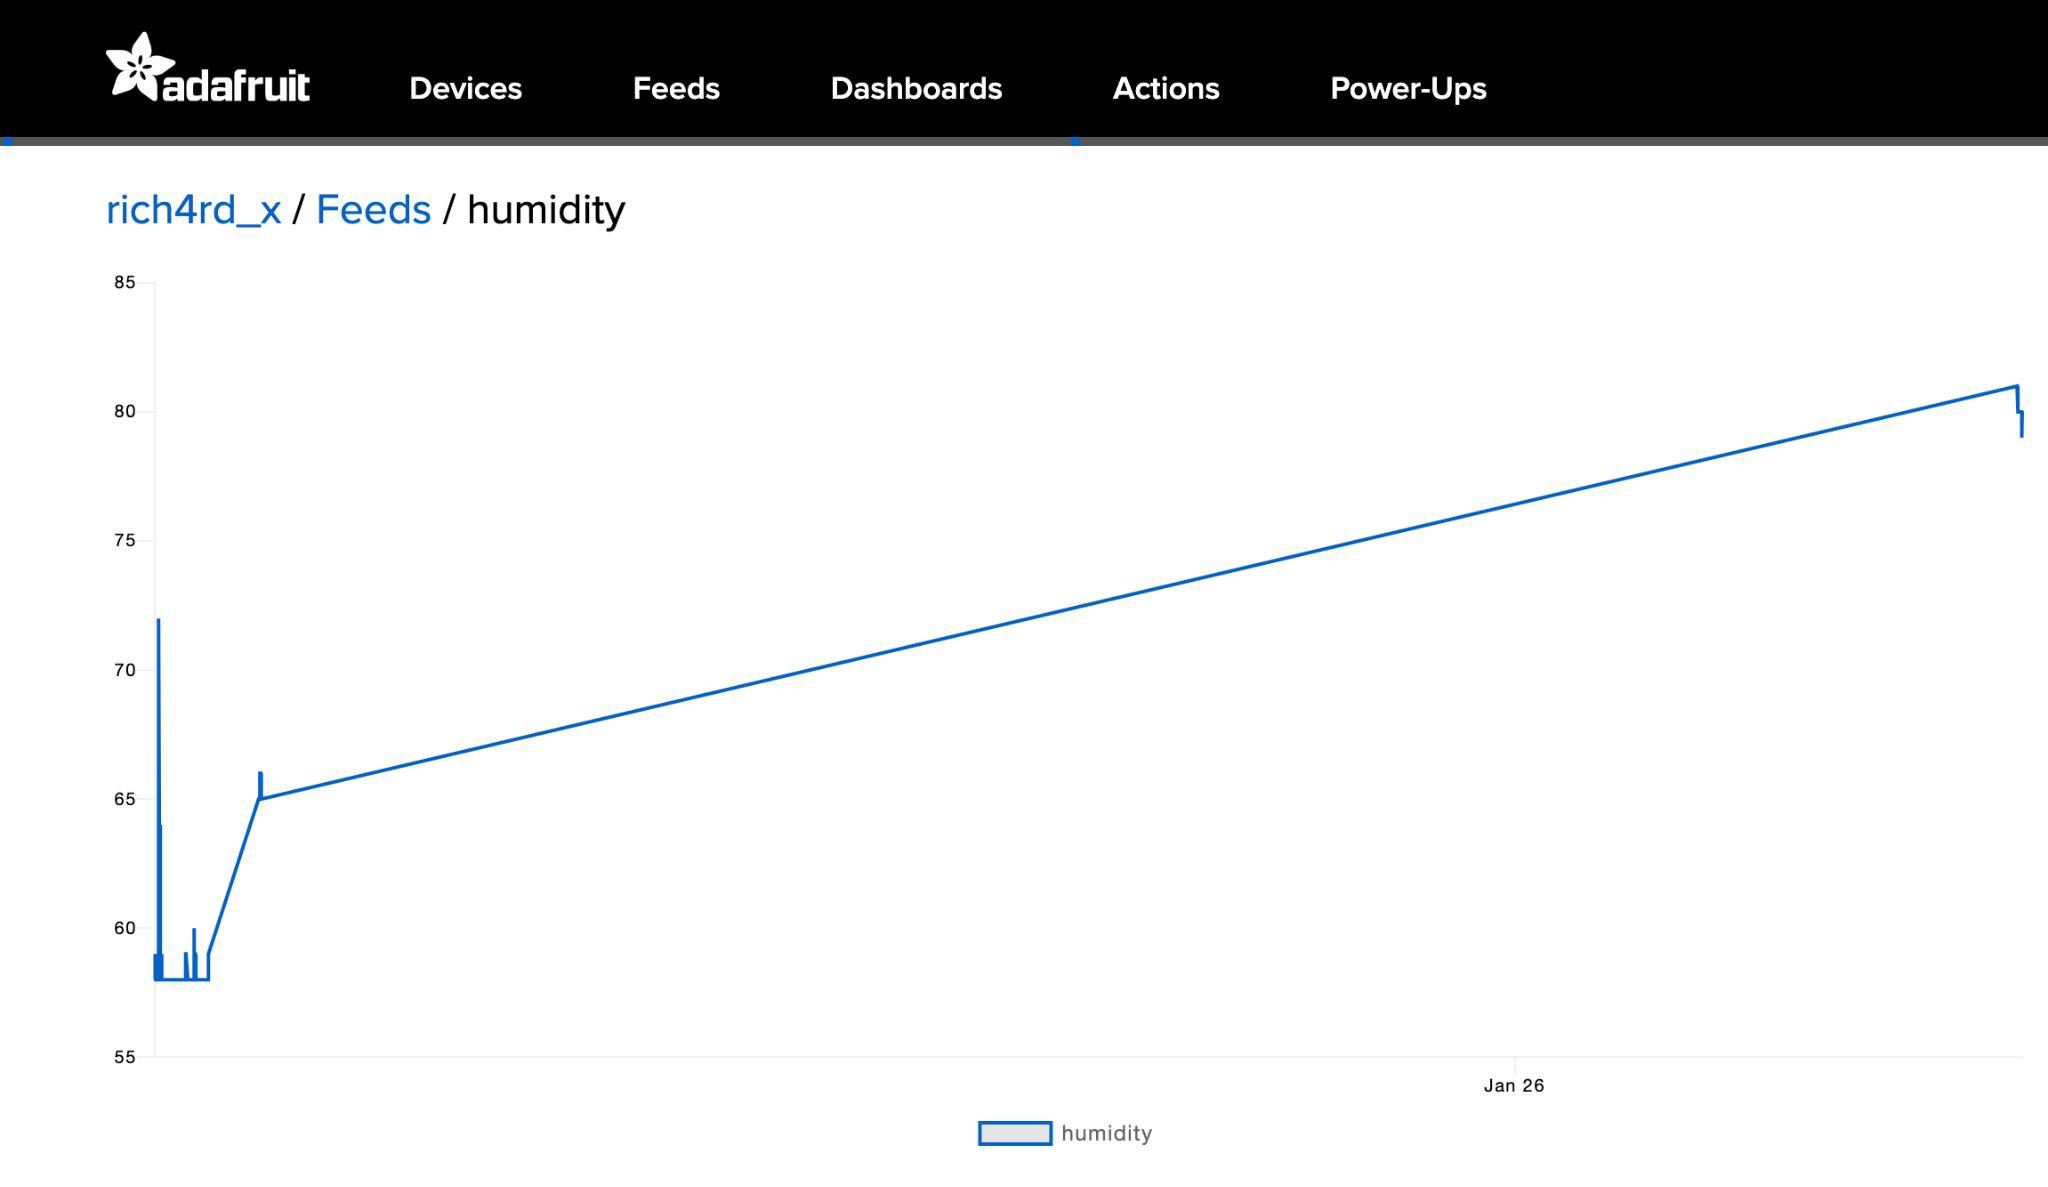 adafruit Devices Feeds Dashboards Actions Power-Ups
rich4rd_x / Feeds / humidity
85
80
75
70
65
60
55
Jan 26
humidity